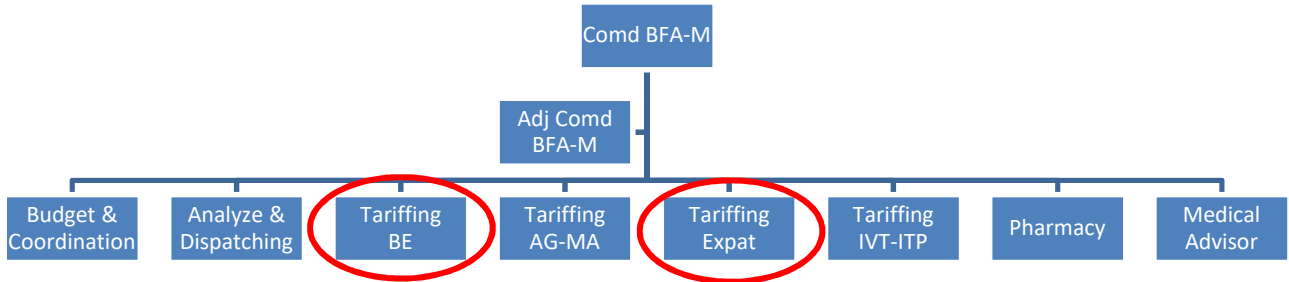 Comd BFA-M
Adj Comd
BFA-M
Budget &
Coordination
Analyze &
Dispatching
Tariffing
BE
Tariffing
AG-MA
Tariffing
Expat
Tariffing
IVT-ITP
Pharmacy
Medical
Advisor